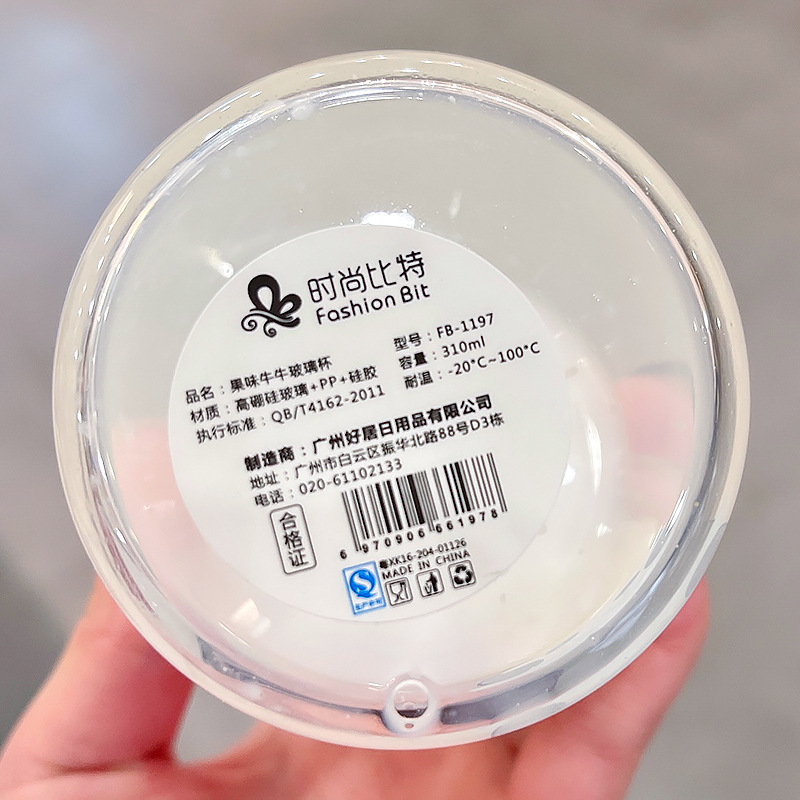 时尚比特
Fashion Bit
品名：果味牛牛玻璃杯
型号：FB-1197
材质：高硼硅玻璃+PP+硅胶
容量：310ml
执行标准：QB/T4162-2011
耐温：-20°C~100°C
制造商：广州好居日用品有限公司
地址：广州市白云区振华北路88号D3栋
电话：020-61102133
合格证
6 970906 661978
粤XK16-204-01126
MADE IN CHINA